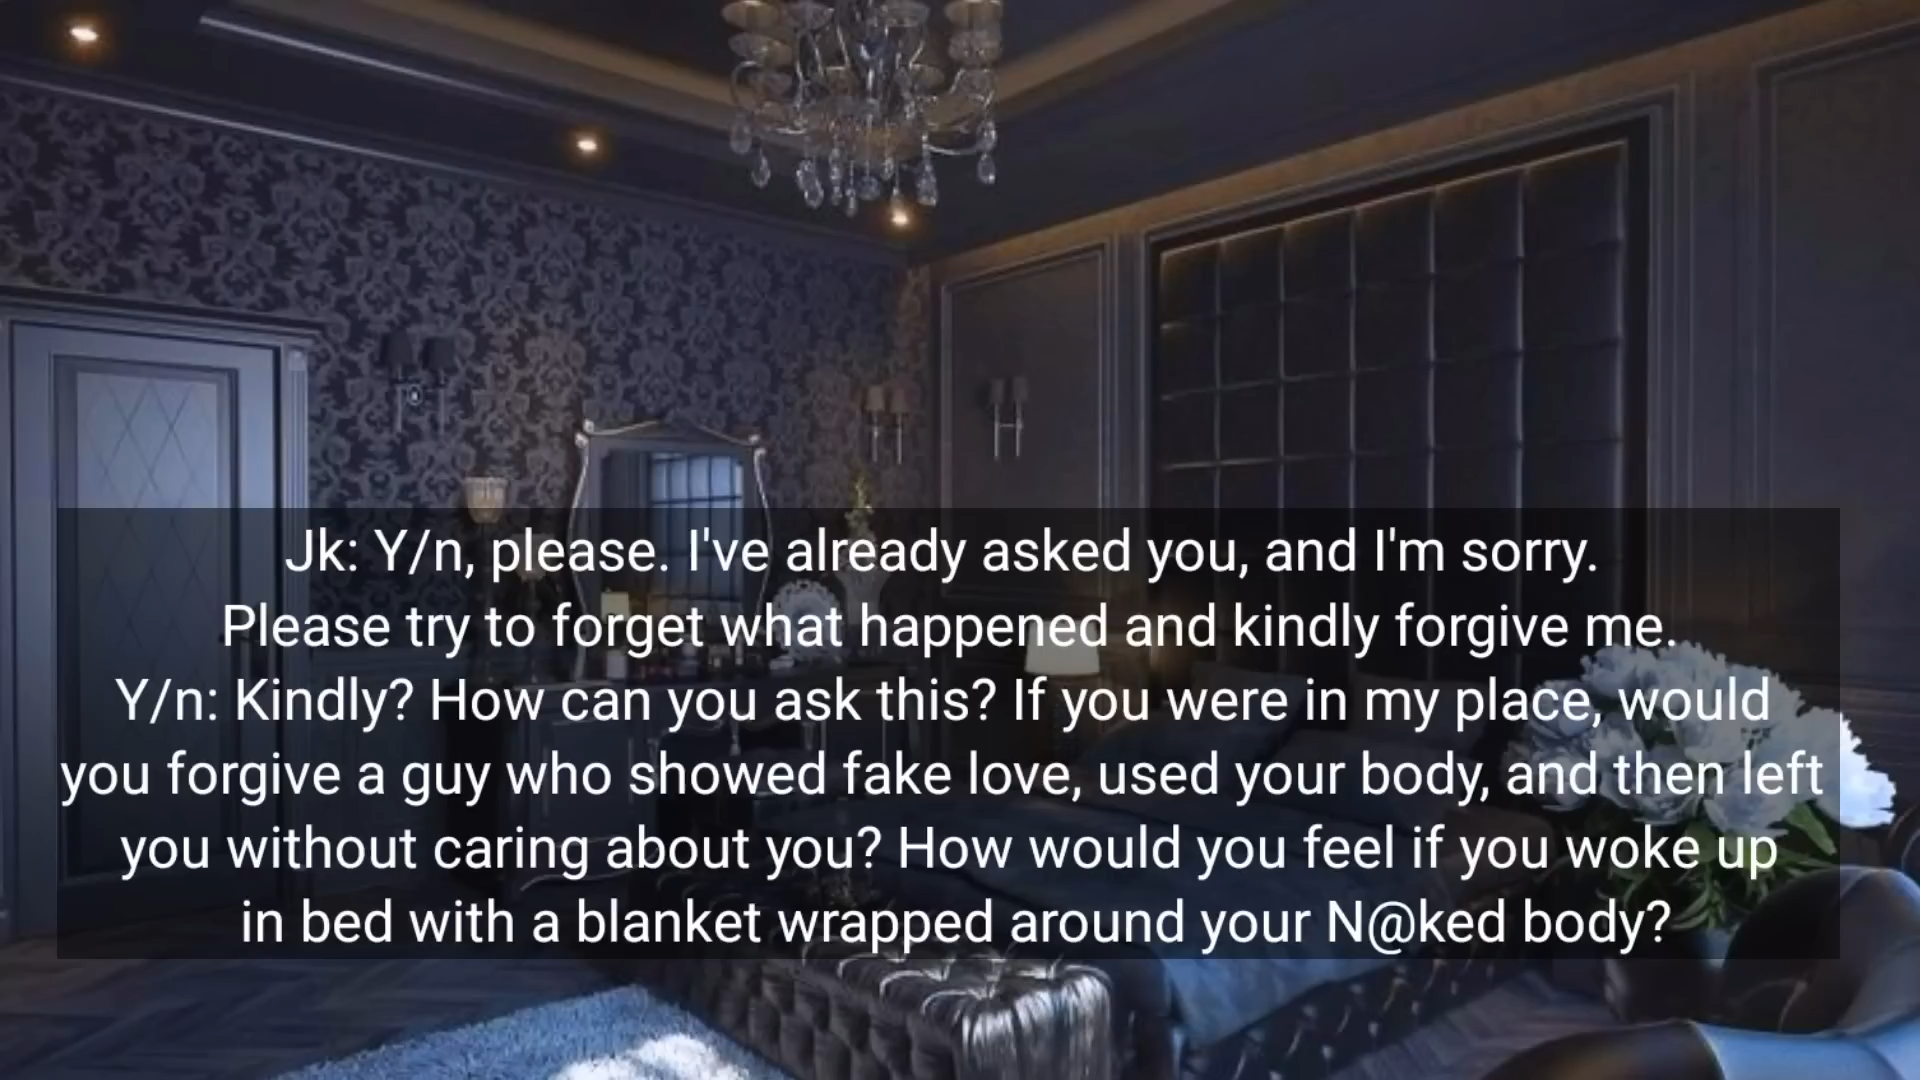 Jk: Y/n, please. I've already asked you, and I'm sorry.
Please try to forget what happened and kindly forgive me.
Y/n: Kindly? How can you ask this? If you were in my place, would
you forgive a guy who showed fake love, used your body, and then left
you without caring about you? How would you feel if you woke up
in bed with a blanket wrapped around your N@ked body?